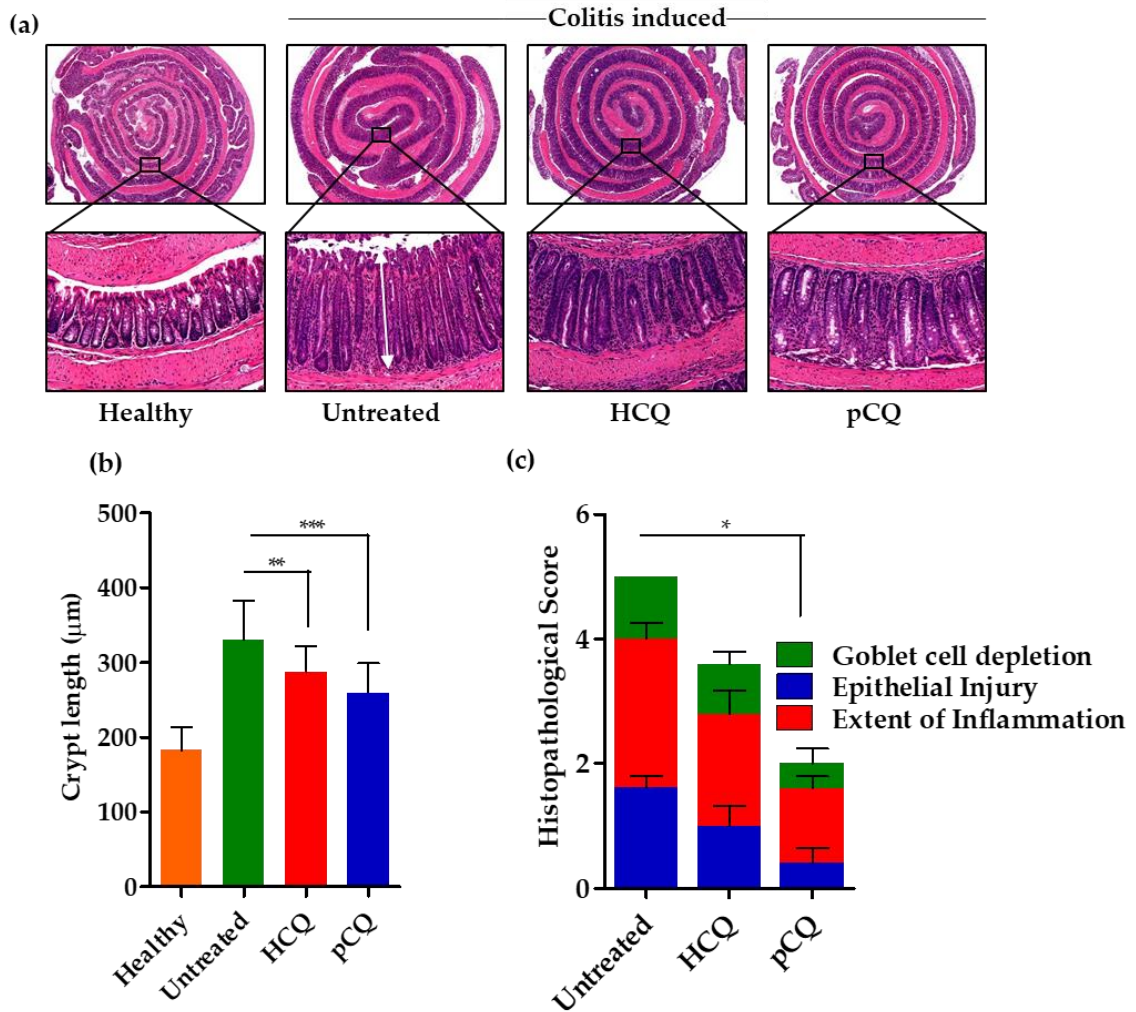 (a)
Colitis induced
Healthy
Untreated
HCQ
pCQ
(b)
Crypt length (μm)
500
400
300
200
100
0
***
**
Healthy
Untreated
HCQ
pCQ
(c)
Histopathological Score
6
4
2
0
*
Goblet cell depletion
Epithelial Injury
Extent of Inflammation
Untreated
HCQ
pCQ